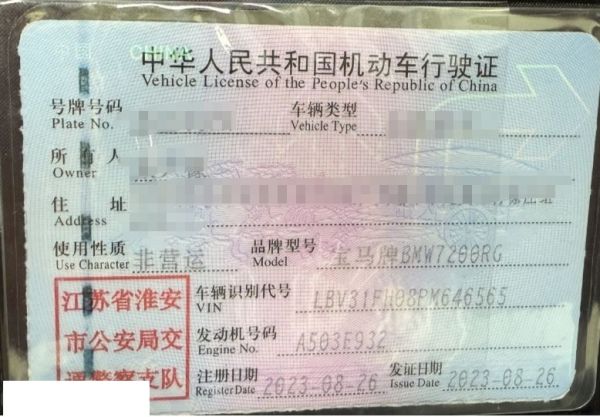 CHINA
中华人民共和国机动车行驶证
Vehicle License of the People's Republic of China
号牌号码 车辆类型
Plate No. Vehicle Type
所有人
Owner
住址
Address
使用性质 非营运 品牌型号 宝马牌BMW7200RG
Use Character Model
江苏省淮安 车辆识别代号 LBV31FH08PM646565
VIN
市公安局交 发动机号码 A503E932
Engine No.
通警察支队 注册日期 2023-08-26 发证日期 2023-08-26
Register Date Issue Date